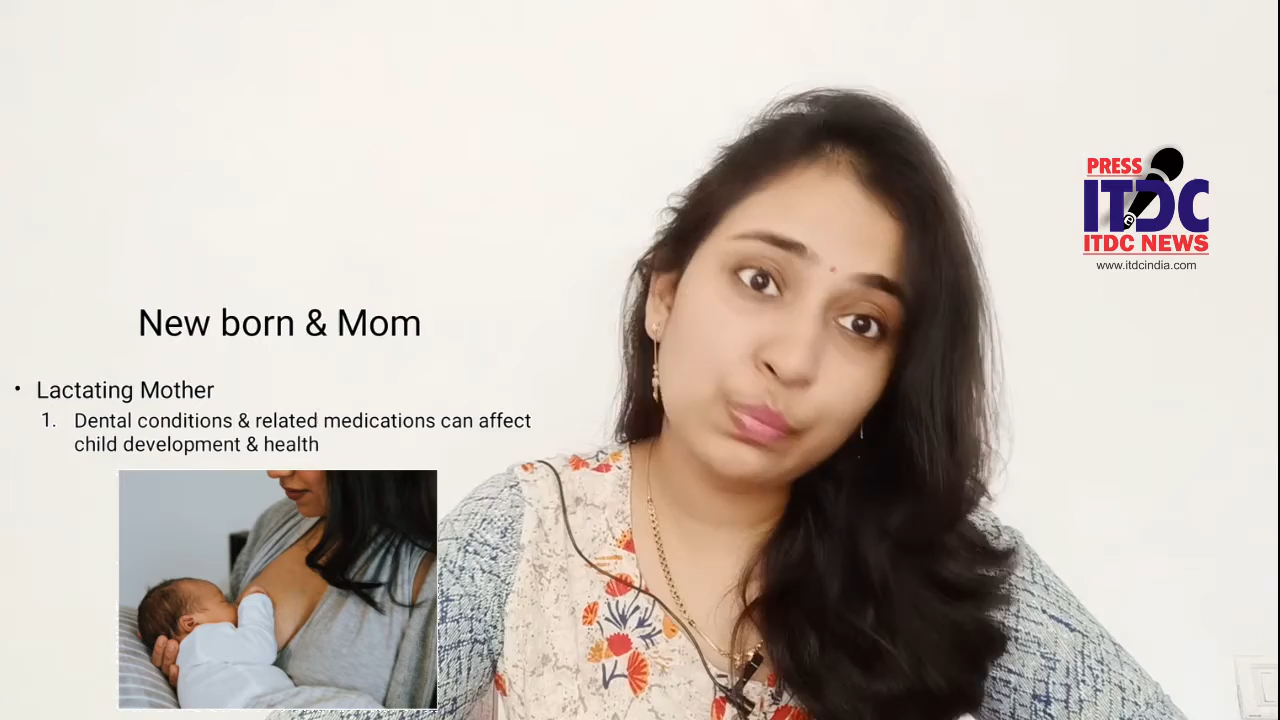 New born & Mom
• Lactating Mother
1. Dental conditions & related medications can affect
child development & health
PRESS
ITDC
ITDC NEWS
www.itdcindia.com